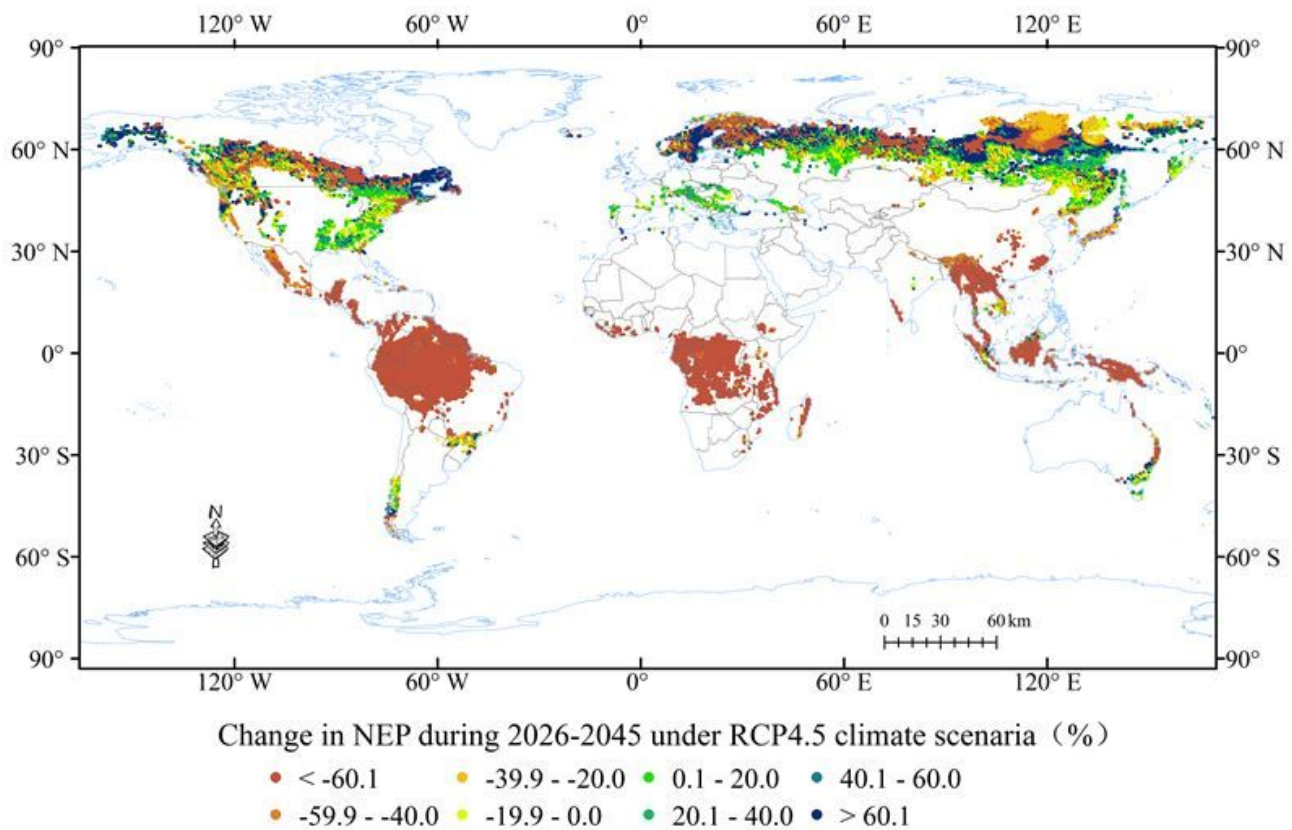 120° W 60° W 0° 60° E 120° E
90° 90°
60° N 60° N
30° N 30° N
0° 0°
30° S 30° S
N
60° S 60° S
0 15 30 60 km
90° 90°
120° W 60° W 0° 60° E 120° E
Change in NEP during 2026-2045 under RCP4.5 climate scenaria（%）
< -60.1 -39.9 - -20.0 0.1 - 20.0 40.1 - 60.0
-59.9 - -40.0 -19.9 - 0.0 20.1 - 40.0 > 60.1